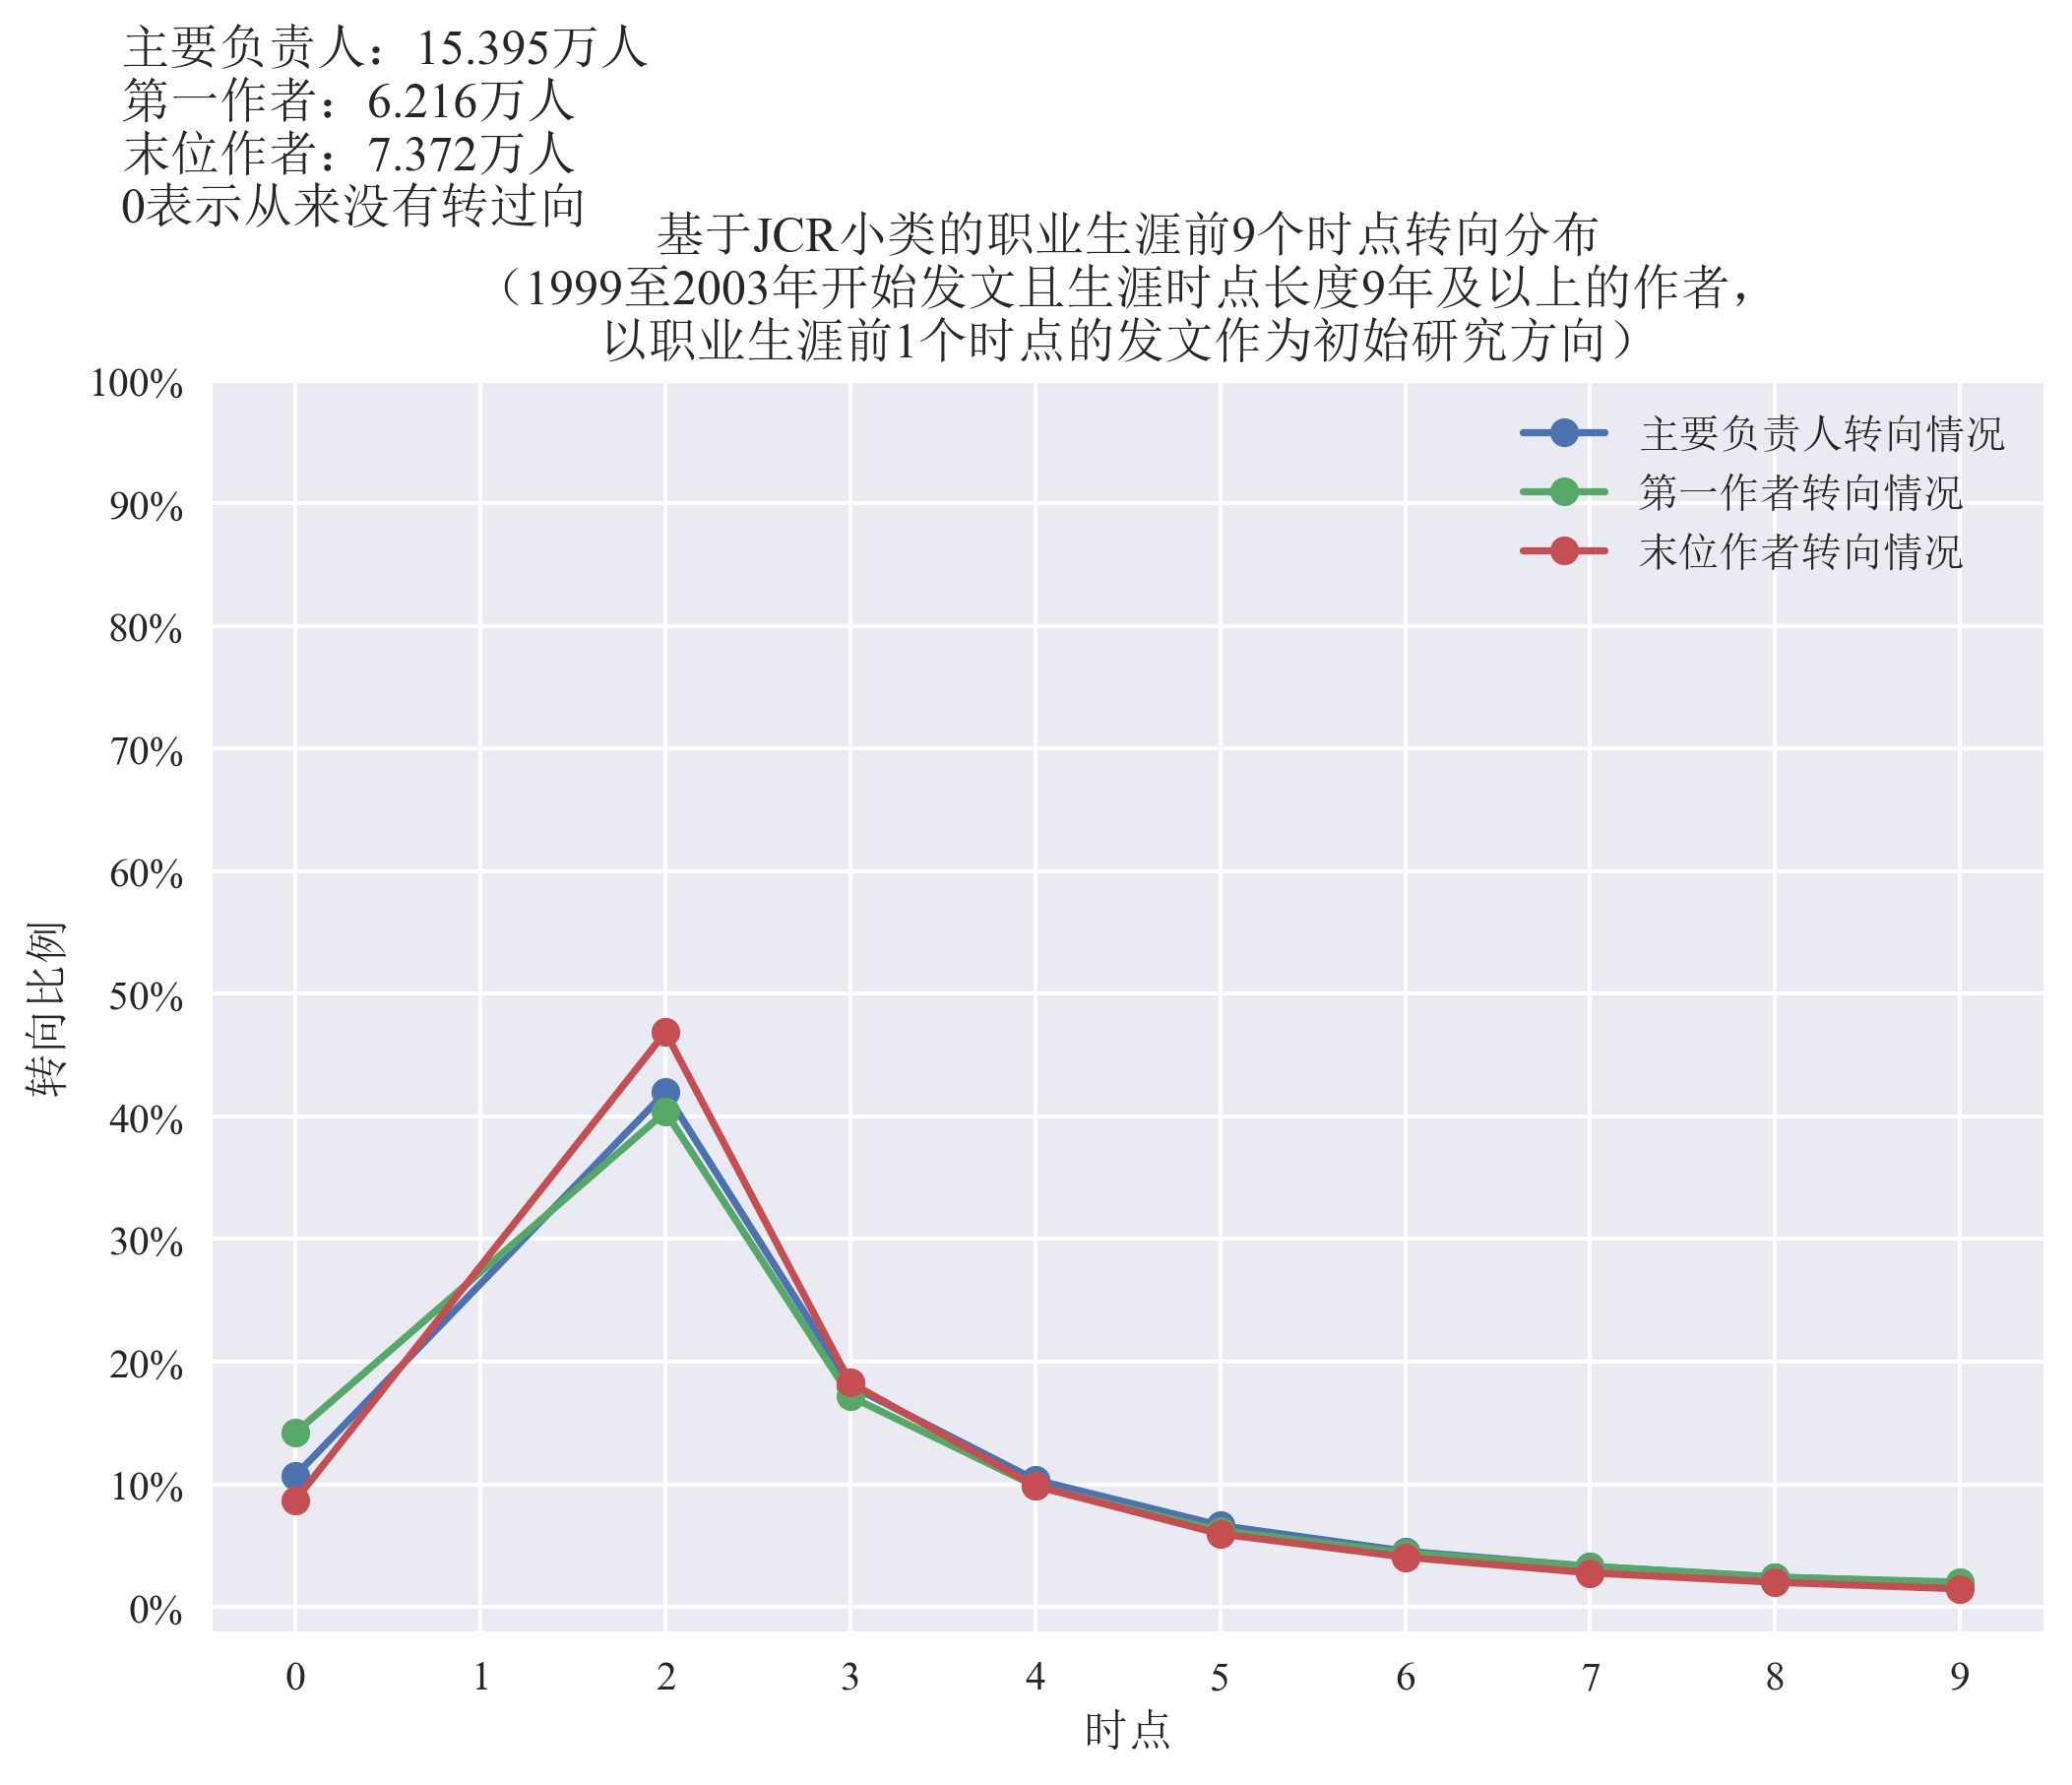 主要负责人：15.395万人
第一作者：6.216万人
末位作者：7.372万人
0表示从来没有转过向
基于JCR小类的职业生涯前9个时点转向分布
（1999至2003年开始发文且生涯时点长度9年及以上的作者，
以职业生涯前1个时点的发文作为初始研究方向）
主要负责人转向情况
第一作者转向情况
末位作者转向情况
100%
90%
80%
70%
60%
50%
40%
30%
20%
10%
0%
转向比例
0 1 2 3 4 5 6 7 8 9
时点